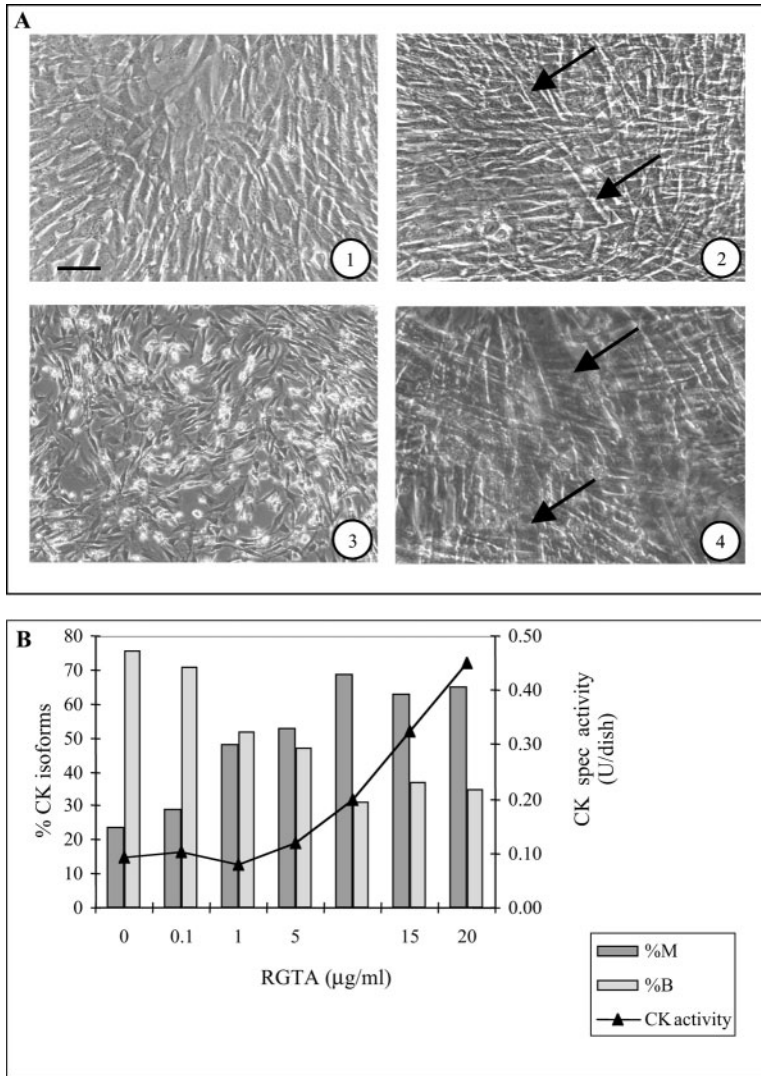 A
1
2
3
4
B
80
70
60
50
40
30
20
10
0
% CK isoforms
0.50
0.40
0.30
0.20
0.10
0.00
CK spec activity
(U/dish)
0 0.1 1 5 15 20
RGTA (µg/ml)
%M
%B
CK activity